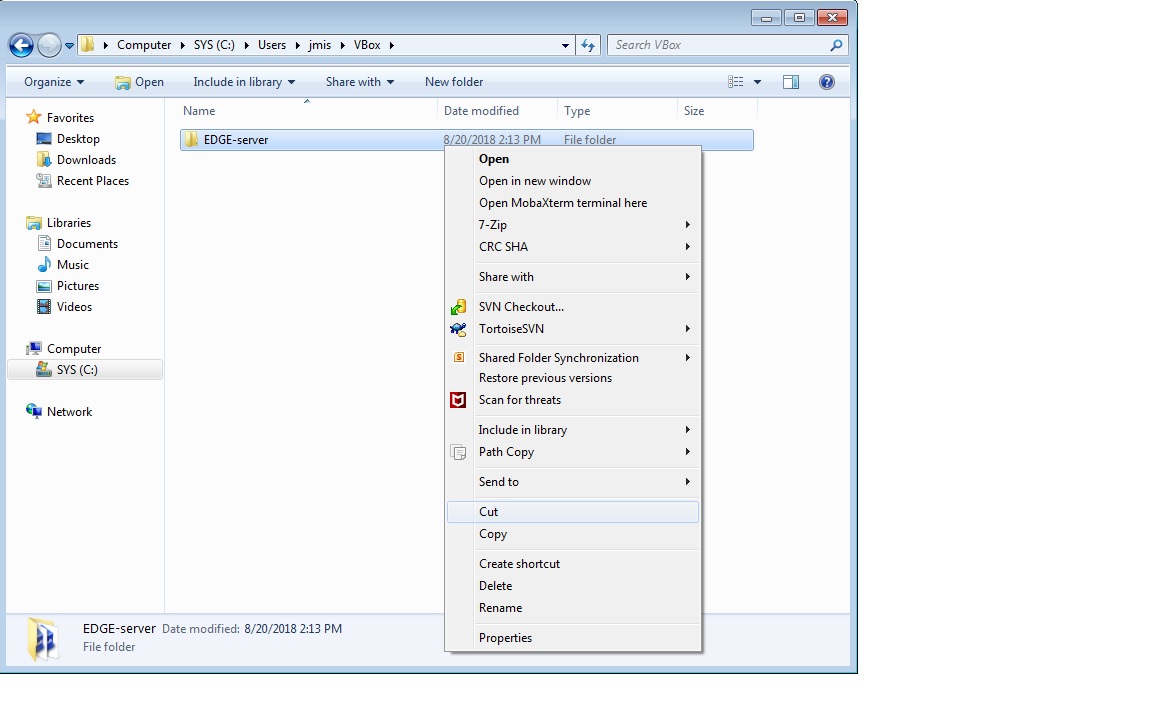 Computer SYS (C:) Users jmis VBox Search VBox
Organize Open Include in library Share with New folder
Name Date modified Type Size
Favorites
Desktop
Downloads
Recent Places
Libraries
Documents
Music
Pictures
Videos
Computer
SYS (C:)
Network
EDGE-server 8/20/2018 2:13 PM File folder
Open
Open in new window
Open MobaXterm terminal here
7-Zip
CRC SHA
Share with
SVN Checkout...
TortoiseSVN
Shared Folder Synchronization
Restore previous versions
Scan for threats
Include in library
Path Copy
Send to
Cut
Copy
Create shortcut
Delete
Rename
Properties
EDGE-server Date modified: 8/20/2018 2:13 PM
File folder